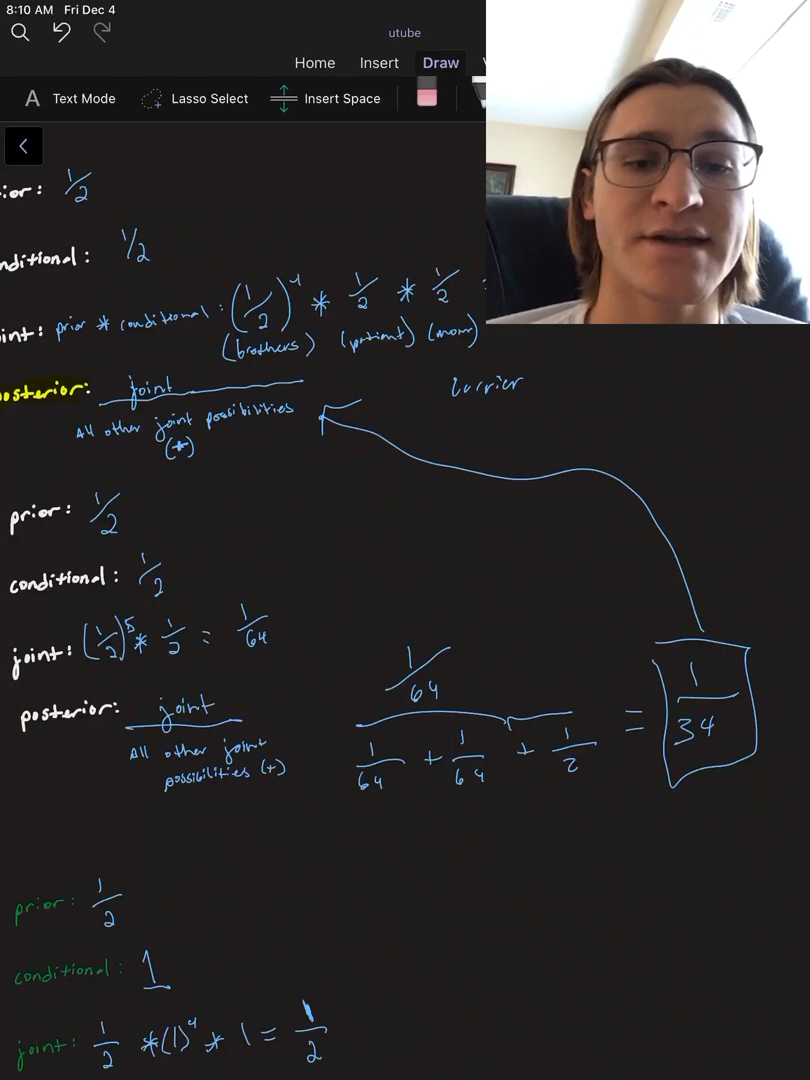 8:10 AM Fri Dec 4
utube
Home Insert Draw
A Text Mode Lasso Select Insert Space
ior: 1/2
nditional: 1/2
int: prior * conditional: (1/2)^4 * 1/2 * 1/2
(brothers) (patient) (mom)
osterior: joint
carrier
All other joint possibilities
(+)
prior: 1/2
conditional: 1/2
joint: (1/2)^5 * 1/2 = 1/64
posterior: joint
All other joint
possibilities (+)
1/64
1/64 + 1/64 + 1/2
= 1/34
prior: 1/2
conditional: 1
joint: 1/2 *(1)^4 * 1 = 1/2